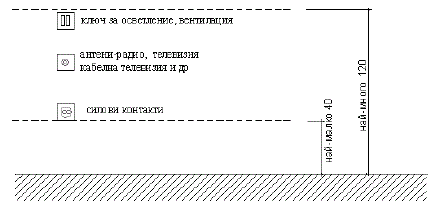 ключ за осветление, вентилация
антени-радио, телевизия
кабелна телевизия и др
силови контакти
най-малко 40
най-много 120